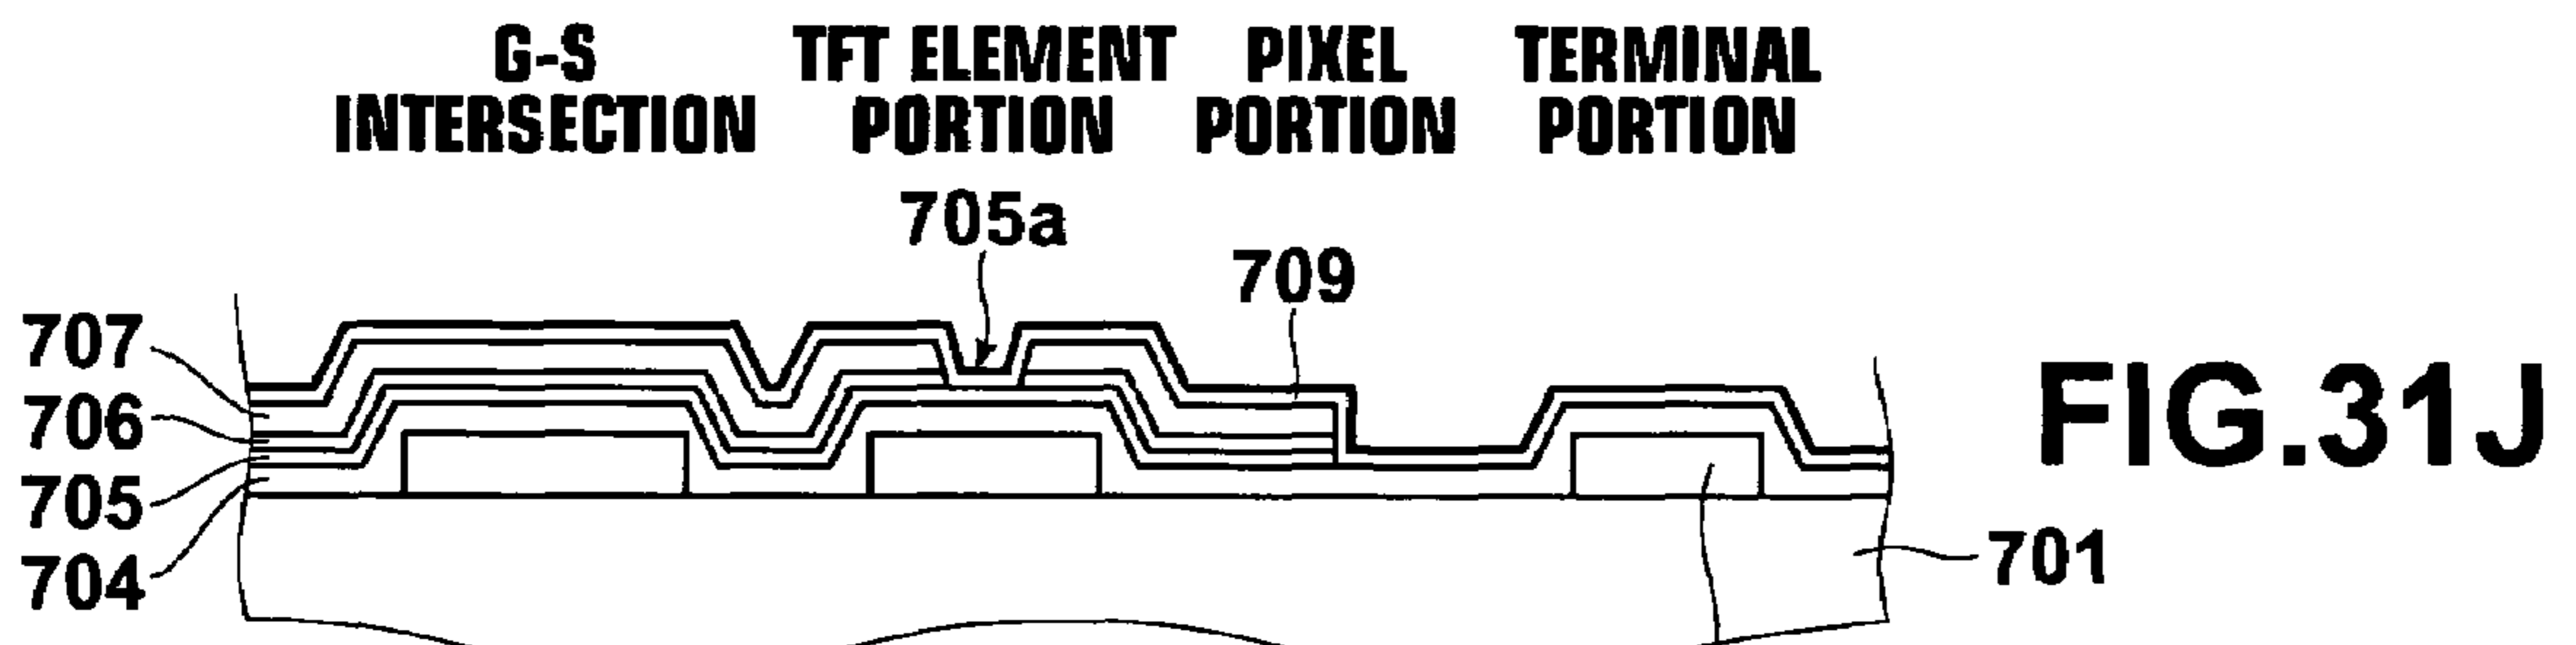 G-S
INTERSECTION
TFT ELEMENT
PORTION
PIXEL
PORTION
TERMINAL
PORTION
705a
709
707
706
705
704
701
FIG.31J